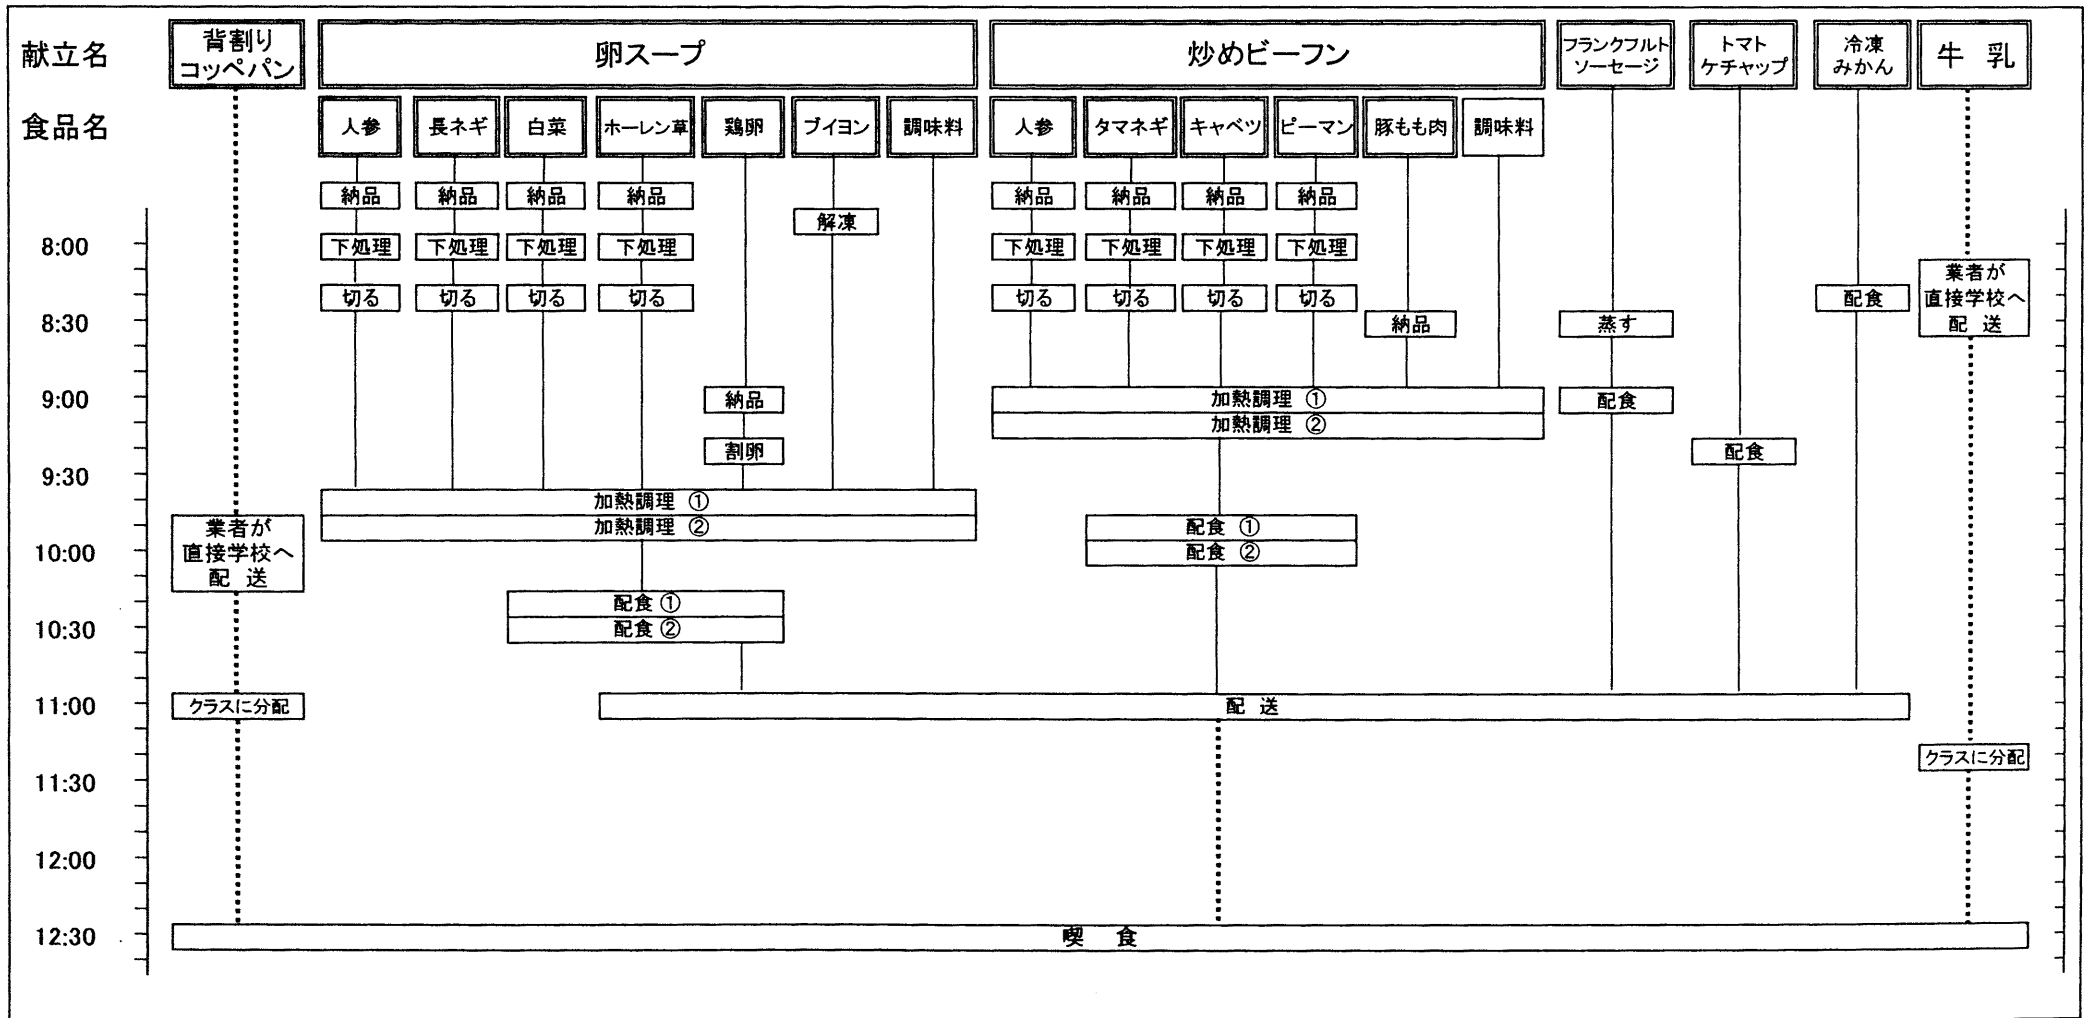 献立名
背割り
コッペパン
卵スープ
炒めビーフン
フランクフルト
ソーセージ
トマト
ケチャップ
冷凍
みかん
牛 乳
食品名
人参
長ネギ
白菜
ホーレン草
鶏卵
ブイヨン
調味料
人参
タマネギ
キャベツ
ピーマン
豚もも肉
調味料
納品
納品
納品
納品
納品
納品
納品
納品
解凍
8:00
下処理
下処理
下処理
下処理
下処理
下処理
下処理
下処理
業者が
直接学校へ
配 送
切る
切る
切る
切る
切る
切る
切る
切る
配食
8:30
納品
蒸す
9:00
納品
加熱調理 ①
加熱調理 ②
配食
割卵
配食
9:30
加熱調理 ①
加熱調理 ②
業者が
直接学校へ
配 送
配食 ①
配食 ②
10:00
配食 ①
配食 ②
10:30
11:00
クラスに分配
配 送
クラスに分配
11:30
12:00
12:30
喫 食